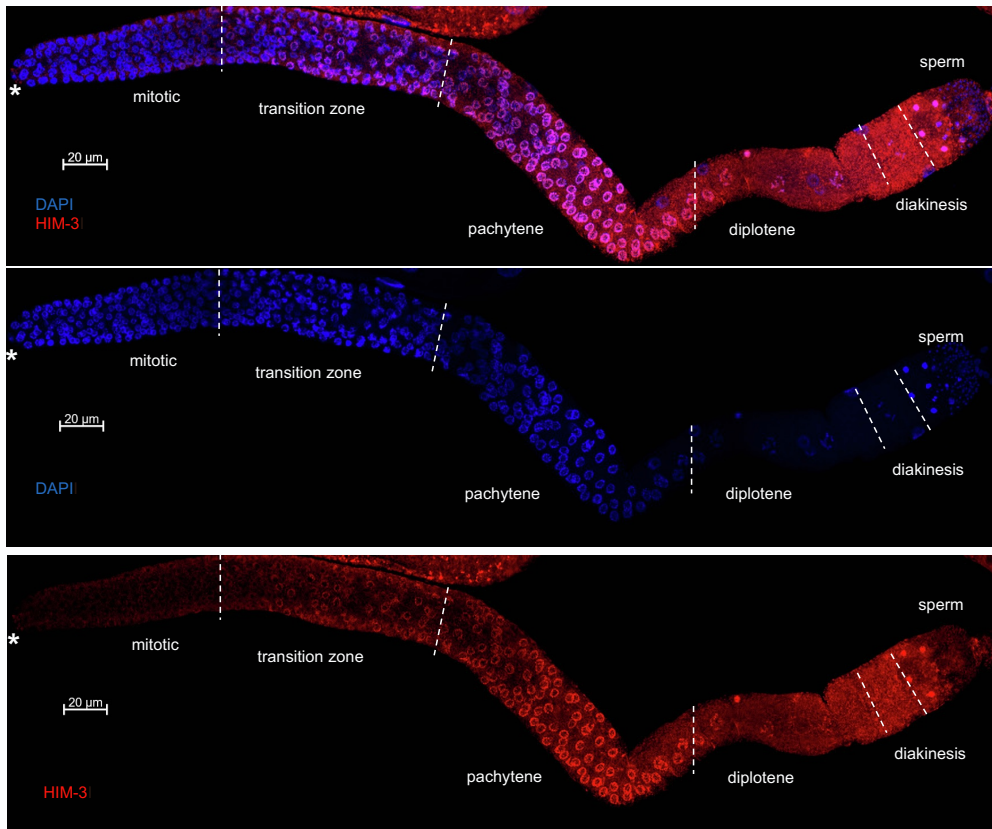 sperm
*
mitotic
transition zone
20 µm
diakinesis
DAPI
HIM-3
pachytene
diplotene
sperm
*
mitotic
transition zone
20 µm
diakinesis
DAPI
pachytene
diplotene
sperm
*
mitotic
transition zone
20 µm
diakinesis
pachytene
diplotene
HIM-3